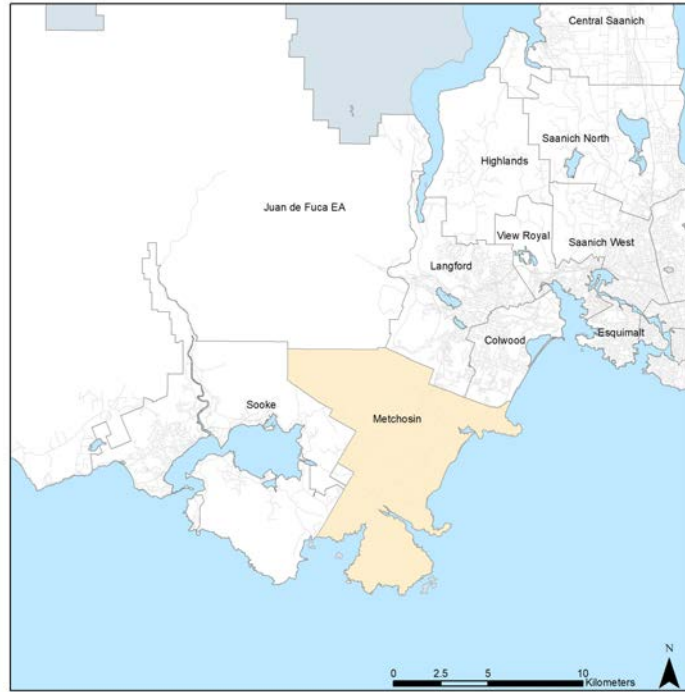 Central Saanich
Saanich North
Highlands
Juan de Fuca EA
View Royal
Saanich West
Langford
Esquimalt
Colwood
Sooke
Metchosin
N
0 2.5 5 10
Kilometers